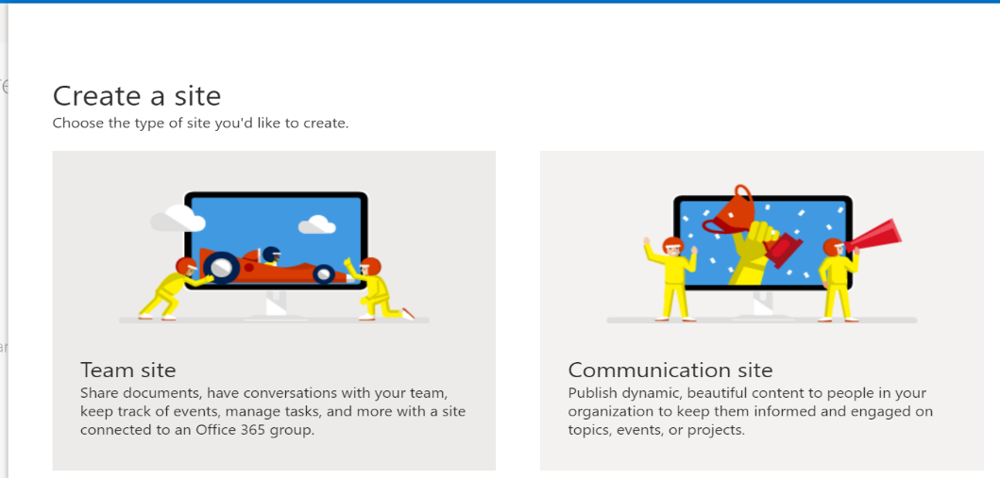 Create a site
Choose the type of site you'd like to create.
Team site
Share documents, have conversations with your team,
keep track of events, manage tasks, and more with a site
connected to an Office 365 group.
Communication site
Publish dynamic, beautiful content to people in your
organization to keep them informed and engaged on
topics, events, or projects.